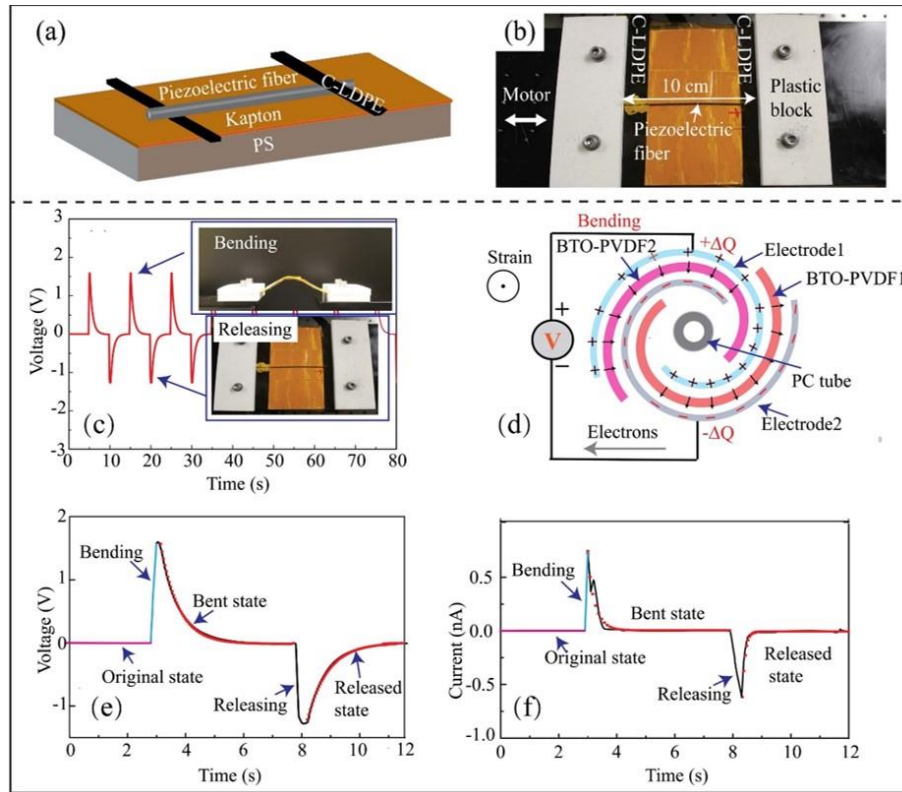 (a)
Piezoelectric fiber
C-LDPE
Kapton
PS
(b)
C-LDPE
C-LDPE
10 cm
Motor
Plastic
block
Piezoelectric
fiber
3
2
1
0
-1
-2
-3
Voltage (V)
Bending
Releasing
(c)
0 10 20 30 40 50 60 70 80
Time (s)
Bending
BTO-PVDF2
+ΔQ
Electrode1
BTO-PVDF1
Strain
+
V
−
PC tube
(d)
Electrode2
-ΔQ
Electrons
2
1
0
-1
Voltage (V)
Bending
Bent state
Original state
Releasing
Released
state
(e)
0 2 4 6 8 10 12
Time (s)
0.5
0.0
-0.5
-1.0
Current (nA)
Bending
Bent state
Original state
Releasing
Released
state
(f)
0 2 4 6 8 10 12
Time (s)